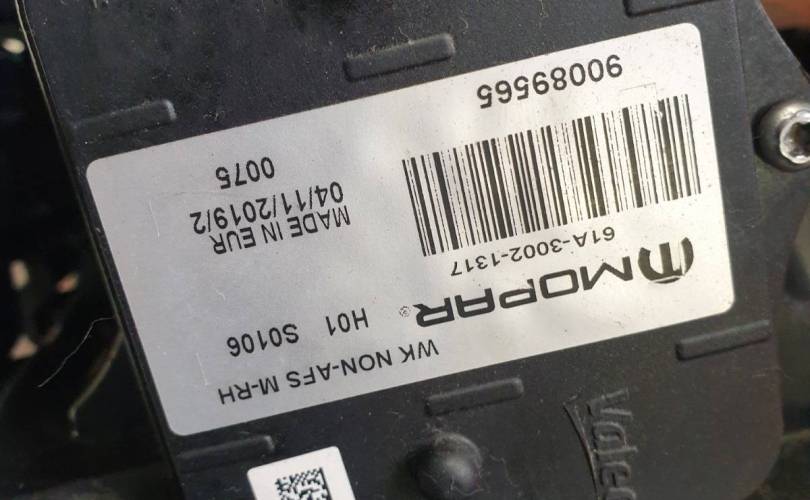 WK NON-AFS M-RH
MOPAR®
H01 S0106
61A-3002-1317
MADE IN EUR
04/11/2019/2
0075
90089565
Valeo